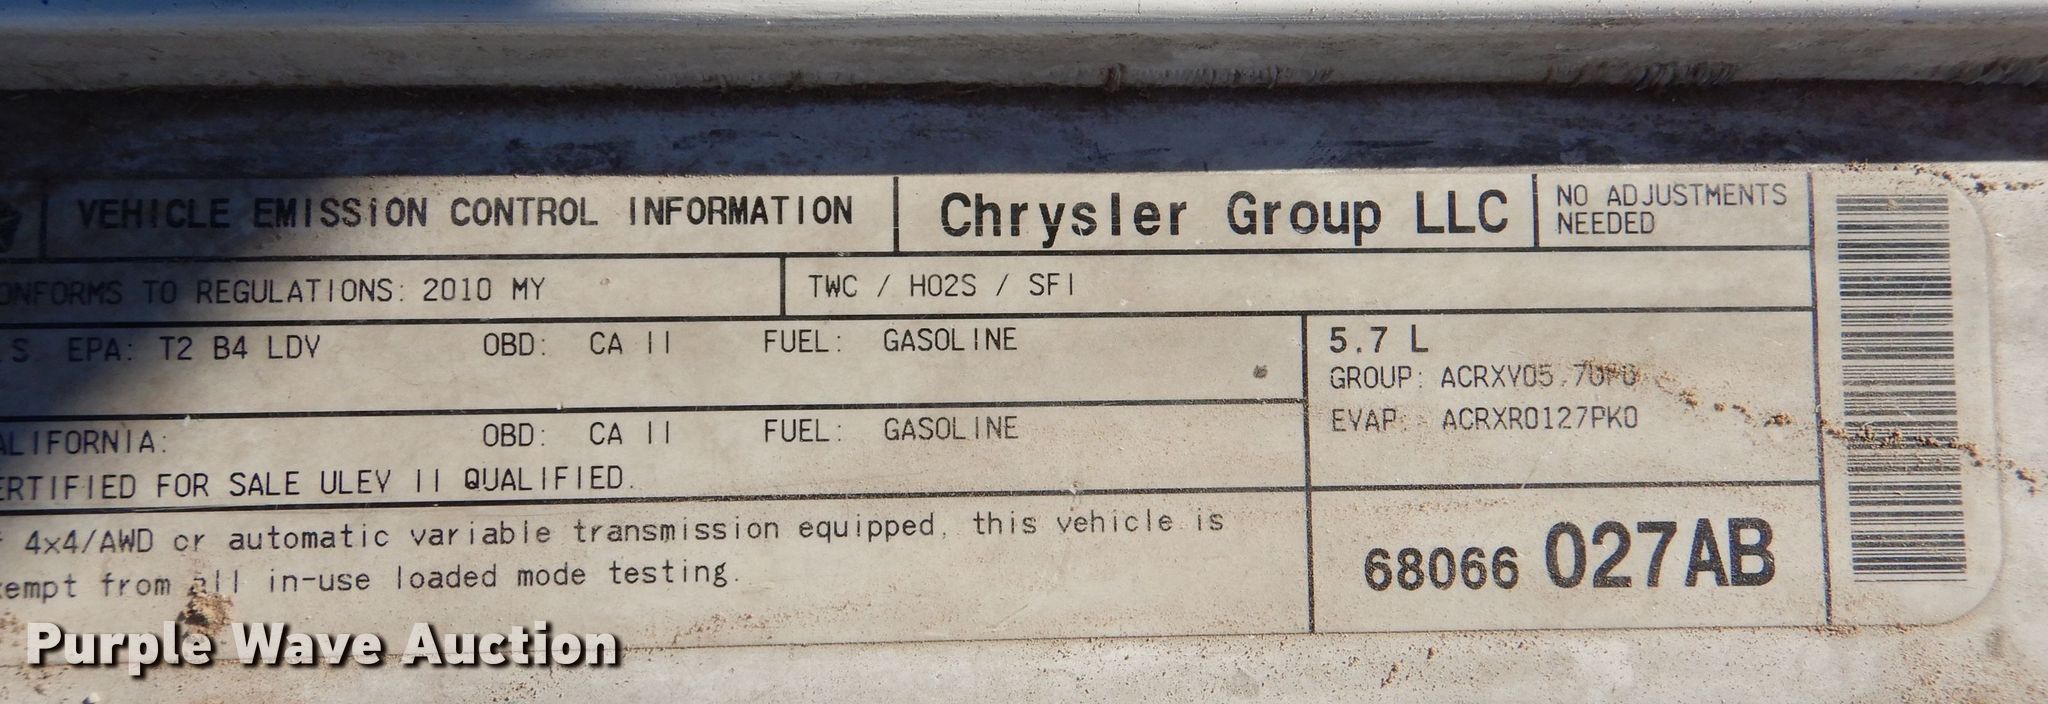 VEHICLE EMISSION CONTROL INFORMATION
Chrysler Group LLC
NO ADJUSTMENTS
NEEDED
ONFORMS TO REGULATIONS: 2010 MY
TWC / HO2S / SFI
.S. EPA: T2 B4 LDV OBD: CA II FUEL: GASOLINE
5.7 L
GROUP: ACRXV05.70P0
EVAP: ACRXR0127PK0
ALIFORNIA: OBD: CA II FUEL: GASOLINE
ERTIFIED FOR SALE ULEV II QUALIFIED.
4x4/AWD or automatic variable transmission equipped, this vehicle is
empt from all in-use loaded mode testing.
68066 027AB
Purple Wave Auction